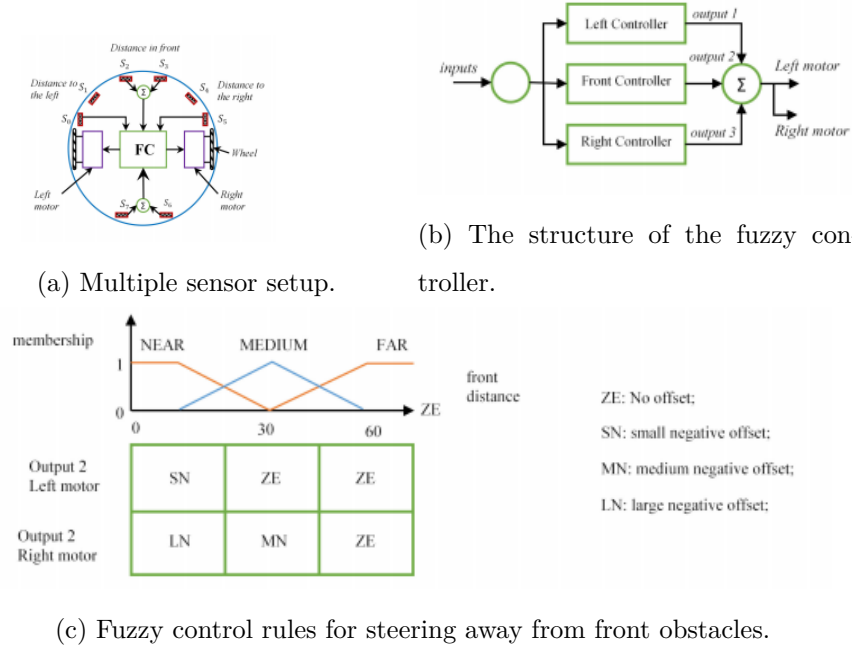 Distance in front
S2 S3
Distance to the left
S1
S4
Distance to the right
S5
FC
Σ
Wheel
Left motor
Right motor
S7
S6
Σ
(a) Multiple sensor setup.
inputs
Left Controller
output 1
Front Controller
output 2
Right Controller
output 3
Σ
Left motor
Right motor
(b) The structure of the fuzzy con
troller.
membership
NEAR MEDIUM FAR
1
0
ZE
0 30 60
front
distance
Output 2
Left motor
SN ZE ZE
Output 2
Right motor
LN MN ZE
ZE: No offset;
SN: small negative offset;
MN: medium negative offset;
LN: large negative offset;
(c) Fuzzy control rules for steering away from front obstacles.